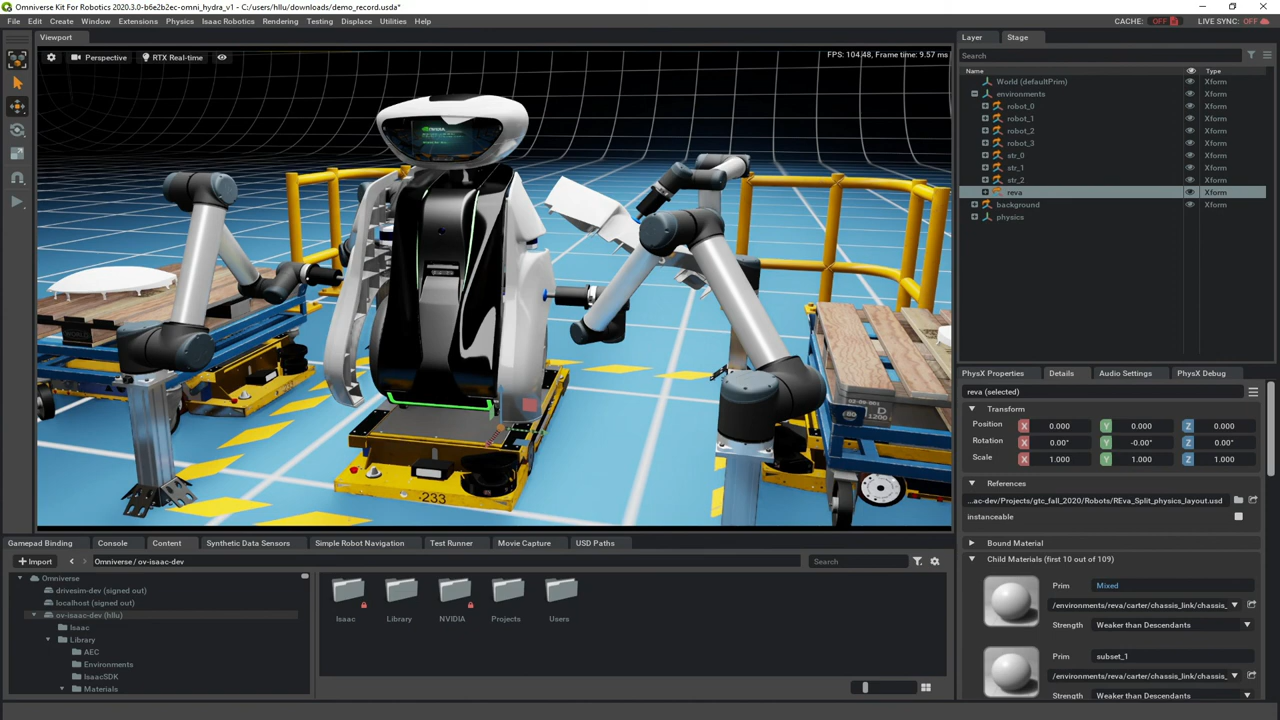 Omniverse Kit For Robotics 2020.3.0-b6e2b2ec-omni_hydra_v1 - C:/users/hllu/downloads/demo_record.usda*
File Edit Create Window Extensions Physics Isaac Robotics Rendering Testing Displace Utilities Help
CACHE: OFF LIVE SYNC: OFF
Viewport
Perspective RTX Real-time
FPS: 104.48, Frame time: 9.57 ms
NVIDIA
233
02-09-001
D
1200
Layer Stage
Search
Name Type
World (defaultPrim) Xform
environments Xform
robot_0 Xform
robot_1 Xform
robot_2 Xform
robot_3 Xform
str_0 Xform
str_1 Xform
str_2 Xform
reva Xform
background Xform
physics
PhysX Properties Details Audio Settings PhysX Debug
reva (selected)
Transform
Position X 0.000 Y 0.000 Z 0.000
Rotation X 0.00° Y -0.00° Z 0.00°
Scale X 1.000 Y 1.000 Z 1.000
References
...ac-dev/Projects/gtc_fall_2020/Robots/REva_Split_physics_layout.usd
instanceable
Bound Material
Child Materials (first 10 out of 109)
Prim Mixed
/environments/reva/carter/chassis_link/chassis_
Strength Weaker than Descendants
Prim subset_1
/environments/reva/carter/chassis_link/chassis_
Strength Weaker than Descendants
Gamepad Binding Console Content Synthetic Data Sensors Simple Robot Navigation Test Runner Movie Capture USD Paths
+ Import < > Omniverse / ov-isaac-dev Search
Omniverse
drivesim-dev (signed out)
localhost (signed out)
ov-isaac-dev (hllu)
Isaac
Library
AEC
Environments
IsaacSDK
Materials
Isaac Library NVIDIA Projects Users